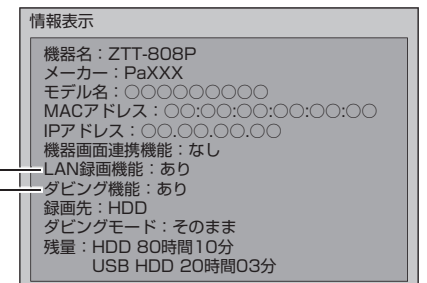 情報表示
機器名：ZTT-808P
メーカー：PaXXX
モデル名：○○○○○○○○○
MACアドレス：○○:○○:○○:○○:○○:○○
IPアドレス：○○.○○.○○.○○
機器画面連携機能：なし
LAN録画機能：あり
ダビング機能：あり
録画先：HDD
ダビングモード：そのまま
残量：HDD 80時間10分
USB HDD 20時間03分